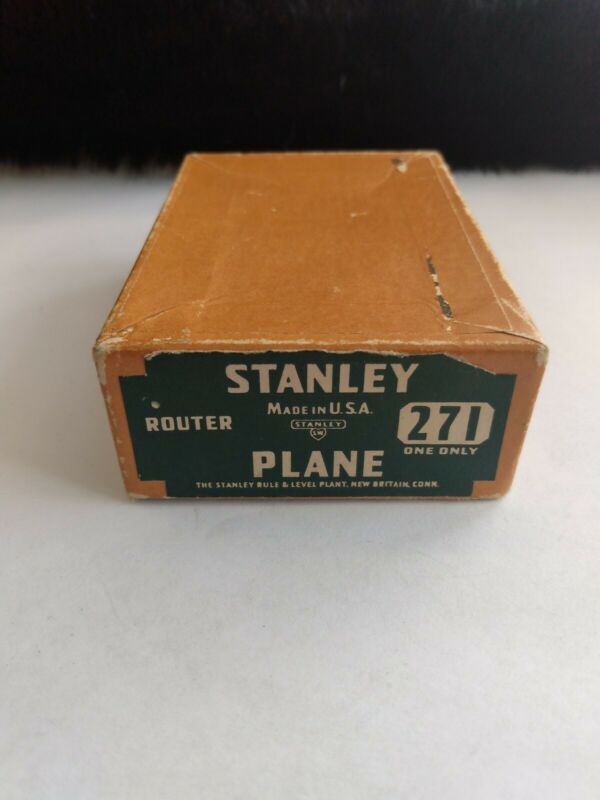 STANLEY
MADE IN U.S.A.
ROUTER
STANLEY
SW
271
ONE ONLY
PLANE
THE STANLEY RULE & LEVEL PLANT. NEW BRITAIN, CONN.